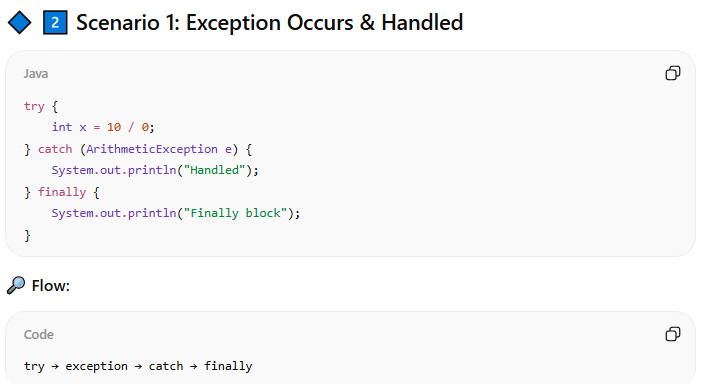 2 Scenario 1: Exception Occurs & Handled
Java
try {
    int x = 10 / 0;
} catch (ArithmeticException e) {
    System.out.println("Handled");
} finally {
    System.out.println("Finally block");
}
Flow:
Code
try → exception → catch → finally